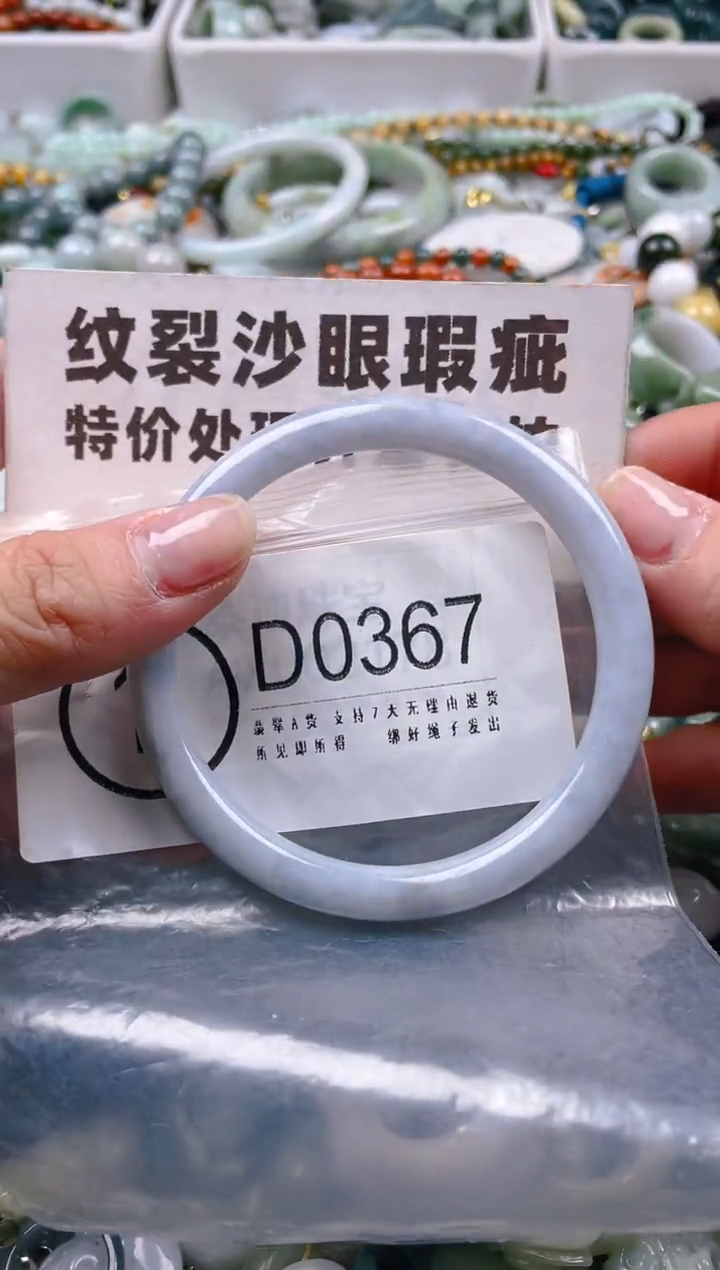 纹裂沙眼瑕疵
特价处理
D0367
翡翠A货 支持7天无理由退货
所见即所得 绑好绳子发出